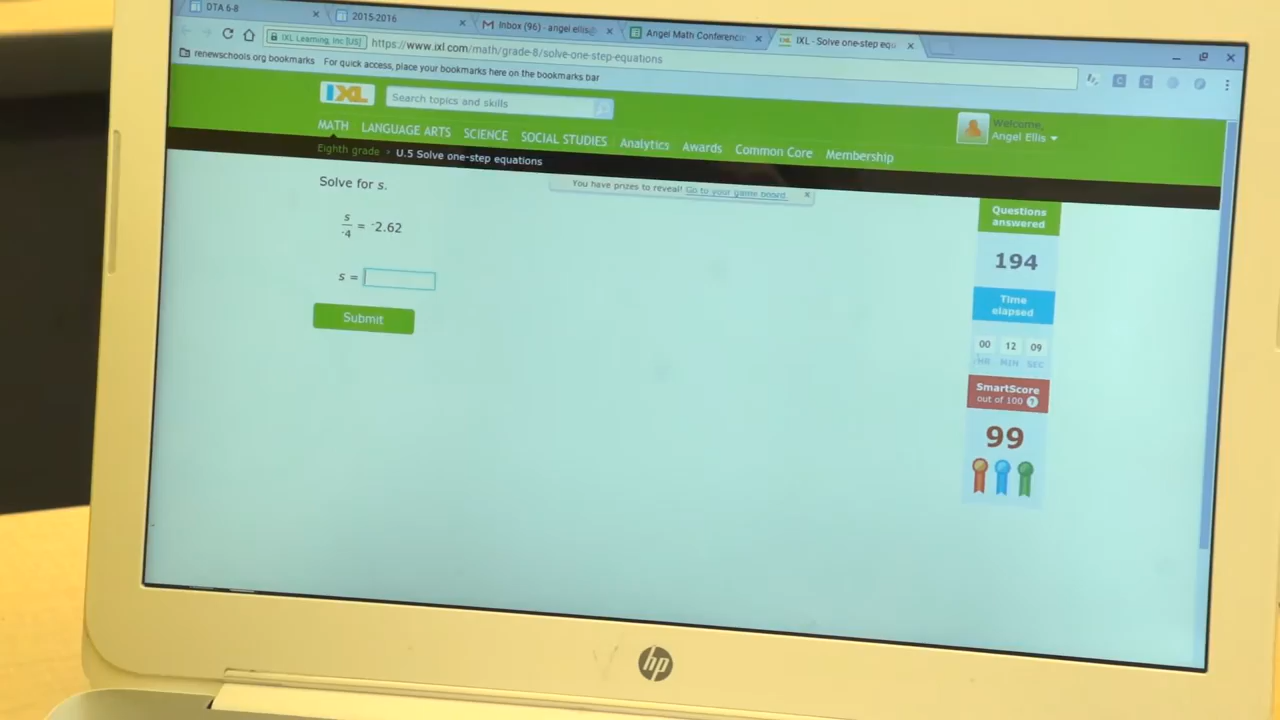 DTA 6-8
2015-2016
Inbox (96) - angel.ellis@
Angel Math Conferencin
IXL - Solve one-step equ
IXL Learning, Inc [US]
https://www.ixl.com/math/grade-8/solve-one-step-equations
renewschools.org bookmarks
For quick access, place your bookmarks here on the bookmarks bar
IXL
Search topics and skills
Welcome,
Angel Ellis
MATH
LANGUAGE ARTS
SCIENCE
SOCIAL STUDIES
Analytics
Awards
Common Core
Membership
Eighth grade > U.5 Solve one-step equations
You have prizes to reveal! Go to your game board.
Solve for s.
s/-4 = -2.62
s =
Submit
Questions
answered
194
Time
elapsed
00 12 09
HR MIN SEC
SmartScore
out of 100 ?
99
hp